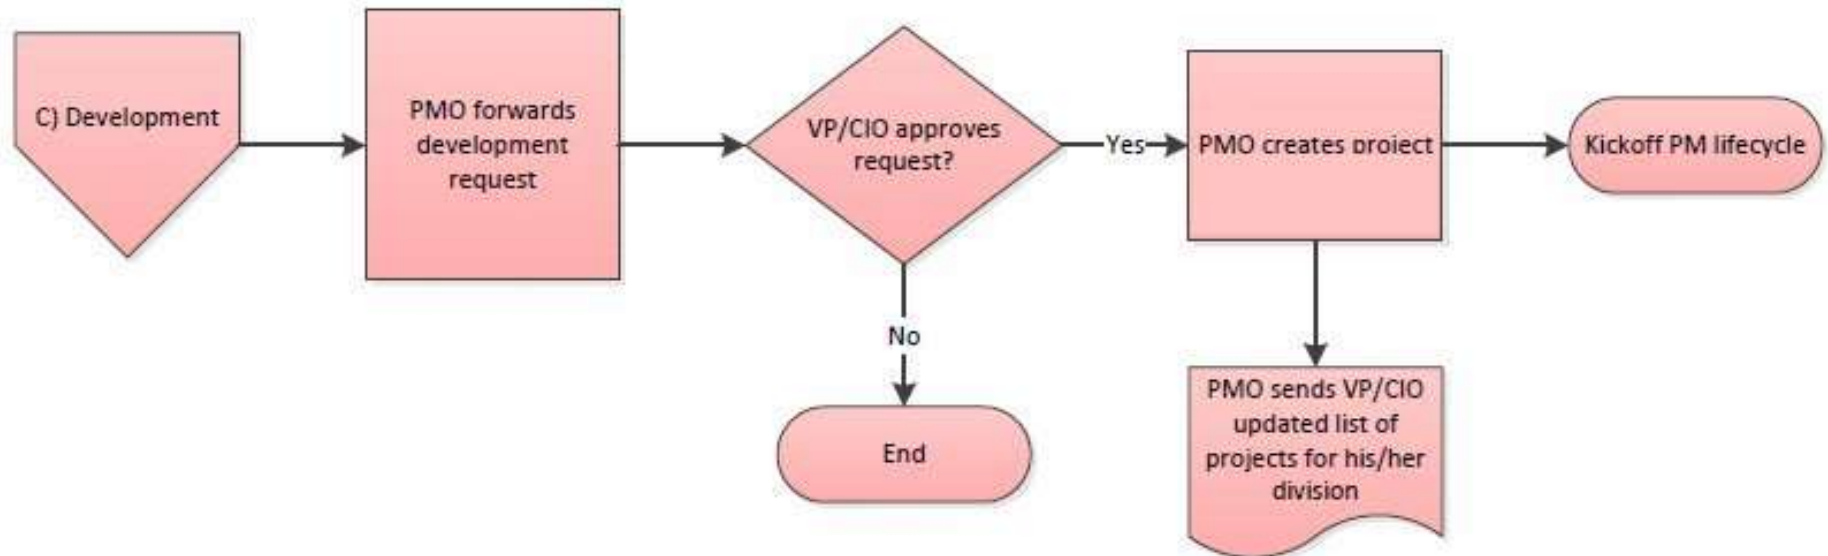 C) Development
PMO forwards
development
request
VP/CIO approves
request?
Yes
PMO creates project
Kickoff PM lifecycle
No
End
PMO sends VP/CIO
updated list of
projects for his/her
division